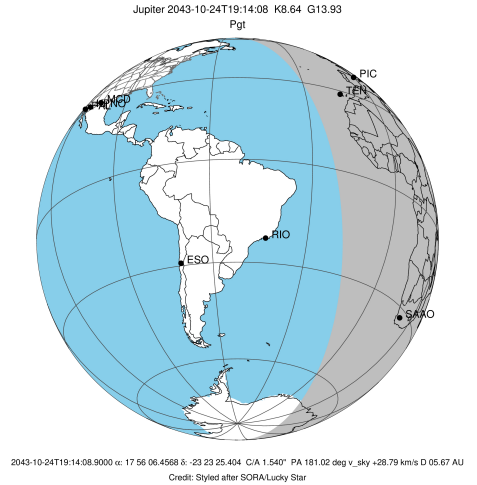 Jupiter 2043-10-24T19:14:08 K8.64 G13.93
Pgt
PIC
TEN
MCD
RIO
ESO
SAAO
2043-10-24T19:14:08.9000 α: 17 56 06.4568 δ: -23 23 25.404 C/A 1.540" PA 181.02 deg v_sky +28.79 km/s D 05.67 AU
Credit: Styled after SORA/Lucky Star